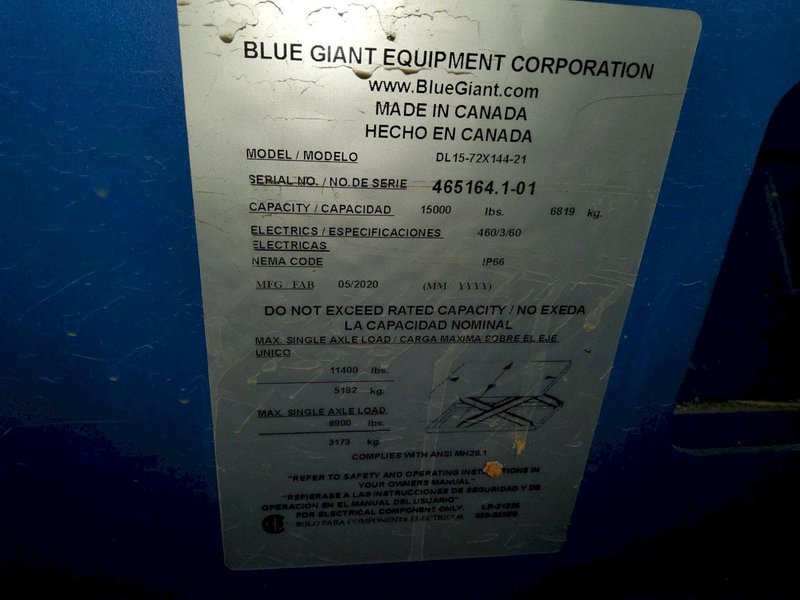 BLUE GIANT EQUIPMENT CORPORATION
www.BlueGiant.com
MADE IN CANADA
HECHO EN CANADA
MODEL / MODELO DL15-72X144-21
SERIAL NO. / NO. DE SERIE 465164.1-01
CAPACITY / CAPACIDAD 15000 lbs. 6819 kg.
ELECTRICS / ESPECIFICACIONES 460/3/60
ELECTRICAS
NEMA CODE IP66
MFG / FAB 05/2020 (MM / YYYY)
DO NOT EXCEED RATED CAPACITY / NO EXEDA
LA CAPACIDAD NOMINAL
MAX. SINGLE AXLE LOAD / CARGA MAXIMA SOBRE EL EJE
UNICO
11400 lbs.
5182 kg.
MAX. SINGLE AXLE LOAD
6900 lbs.
3173 kg.
COMPLIES WITH ANSI MH29.1
"REFER TO SAFETY AND OPERATING INSTRUCTIONS IN
YOUR OWNERS MANUAL"
"REFIERASE A LAS INSTRUCCIONES DE SEGURIDAD Y DE
OPERACION EN EL MANUAL DEL USUARIO"
FOR ELECTRICAL COMPONENT ONLY.
SOLO PARA COMPONENTS ELECTRICOS